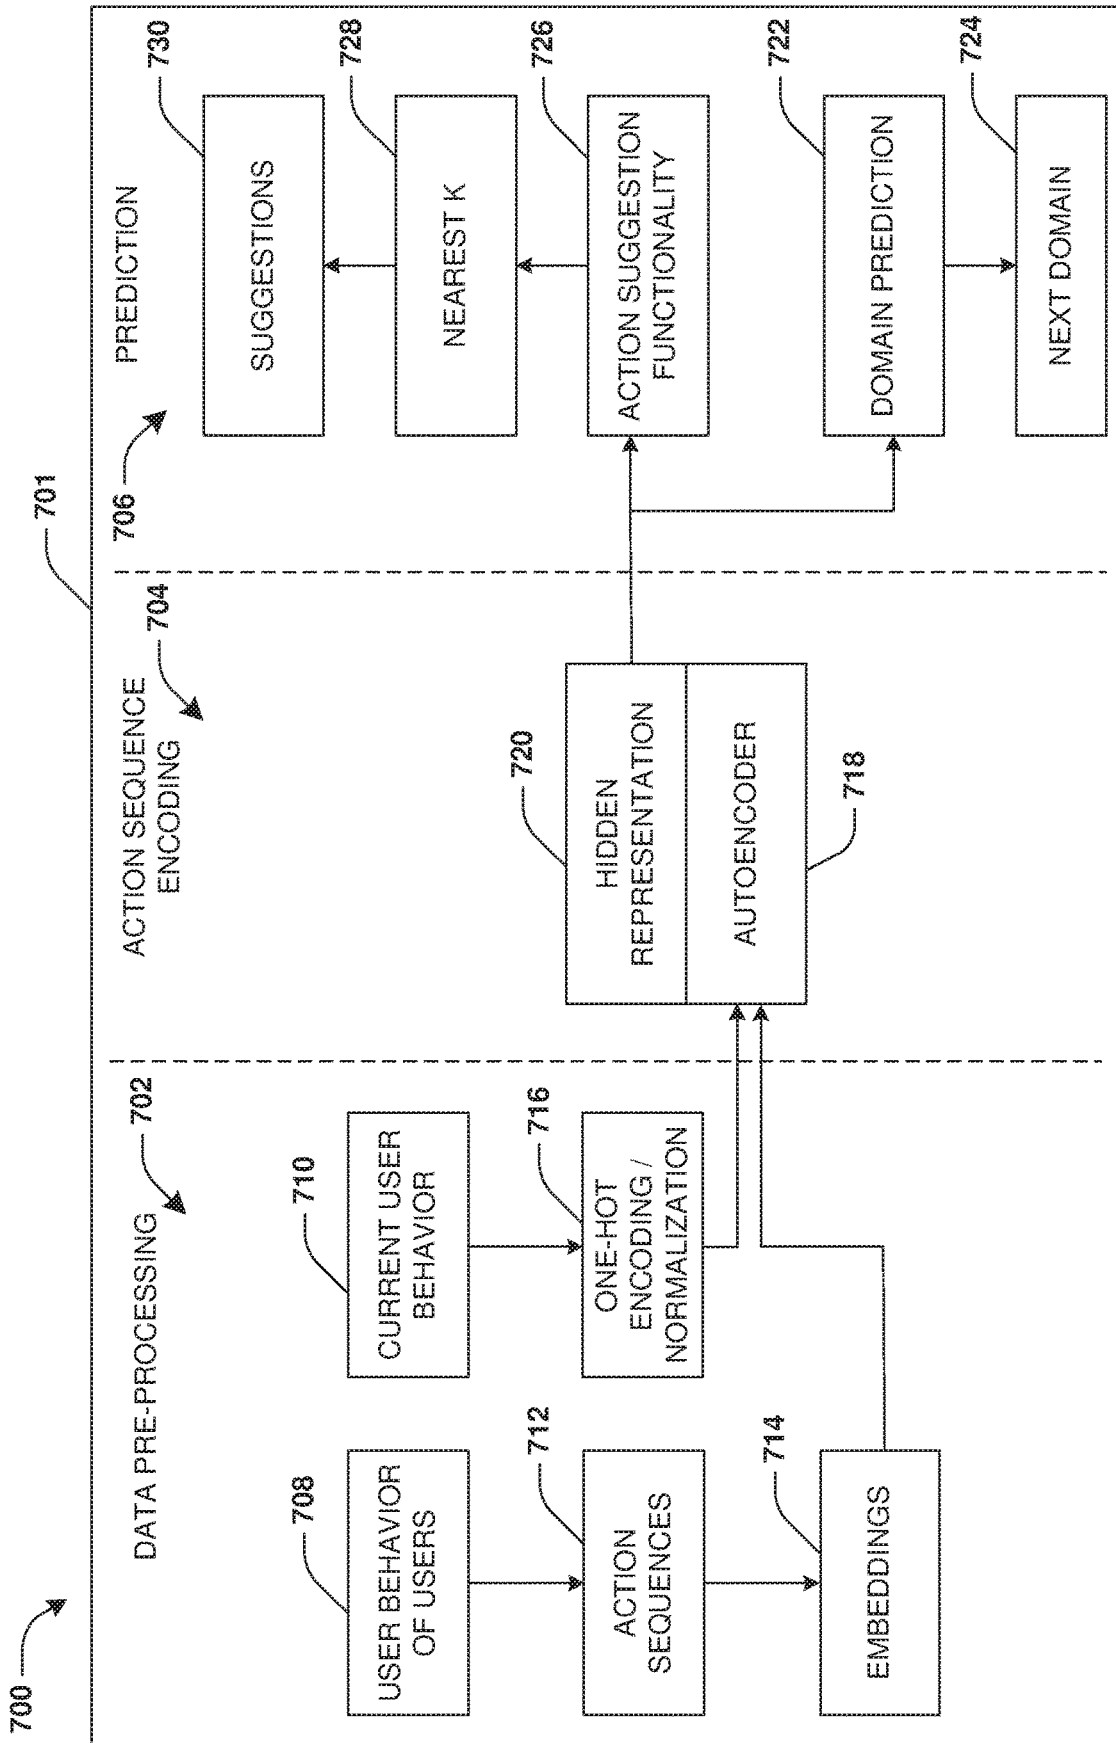 700
701
DATA PRE-PROCESSING
702
708
USER BEHAVIOR
OF USERS
710
CURRENT USER
BEHAVIOR
712
ACTION
SEQUENCES
716
ONE-HOT
ENCODING /
NORMALIZATION
714
EMBEDDINGS
ACTION SEQUENCE
ENCODING
704
720
HIDDEN
REPRESENTATION
AUTOENCODER
718
PREDICTION
706
730
SUGGESTIONS
728
NEAREST K
726
ACTION SUGGESTION
FUNCTIONALITY
722
DOMAIN PREDICTION
724
NEXT DOMAIN